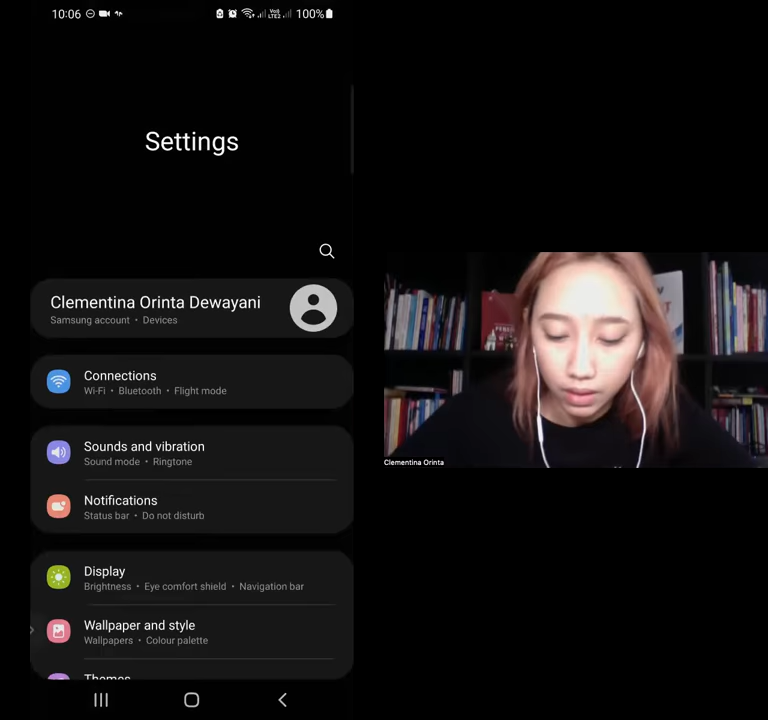 10:06
VoB
LTE2
100%
Settings
Clementina Orinta Dewayani
Samsung account • Devices
Connections
Wi-Fi • Bluetooth • Flight mode
Sounds and vibration
Sound mode • Ringtone
Notifications
Status bar • Do not disturb
Display
Brightness • Eye comfort shield • Navigation bar
Wallpaper and style
Wallpapers • Colour palette
Themes
Clementina Orinta